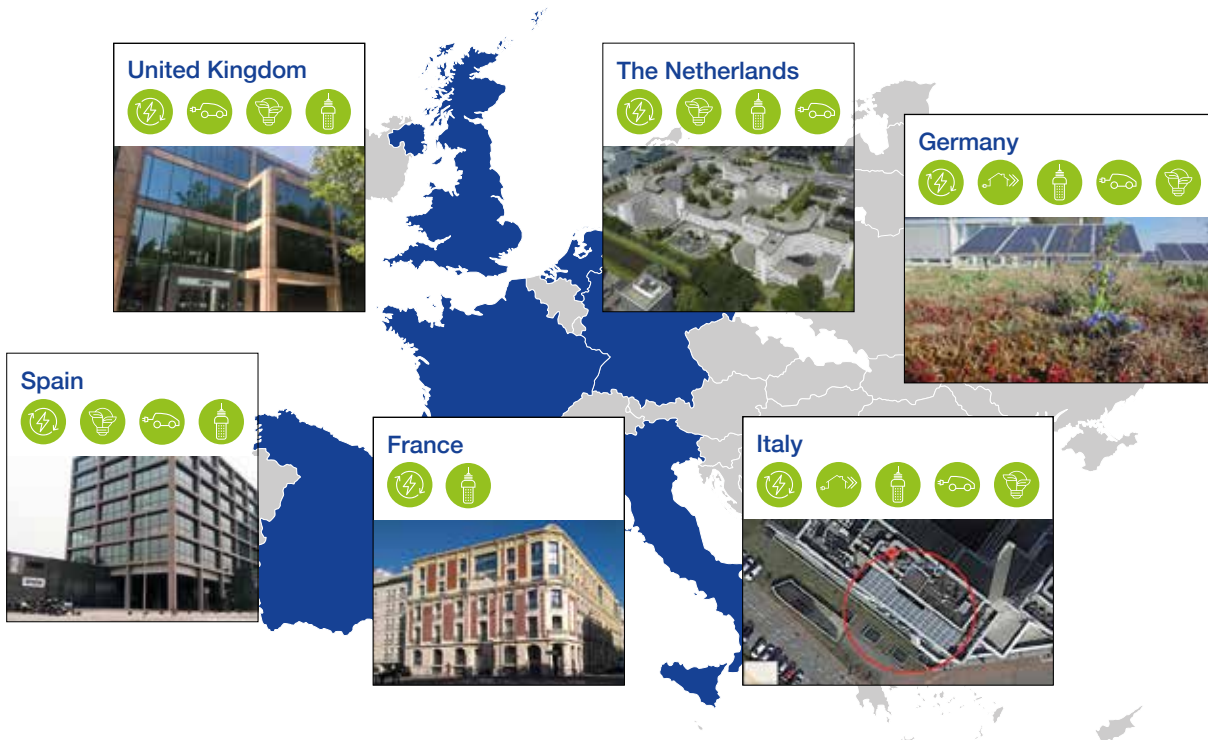 United Kingdom
The Netherlands
Germany
Spain
France
Italy